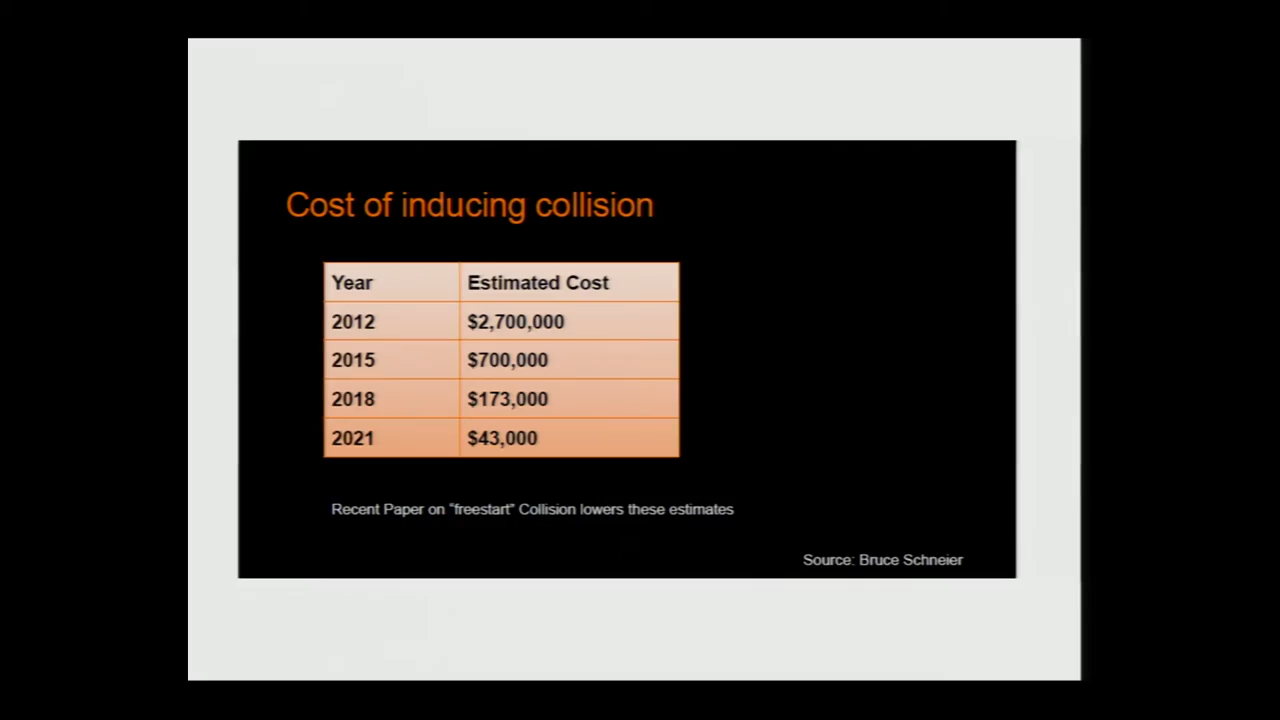 Cost of inducing collision
Year Estimated Cost
2012 $2,700,000
2015 $700,000
2018 $173,000
2021 $43,000
Recent Paper on "freestart" Collision lowers these estimates
Source: Bruce Schneier